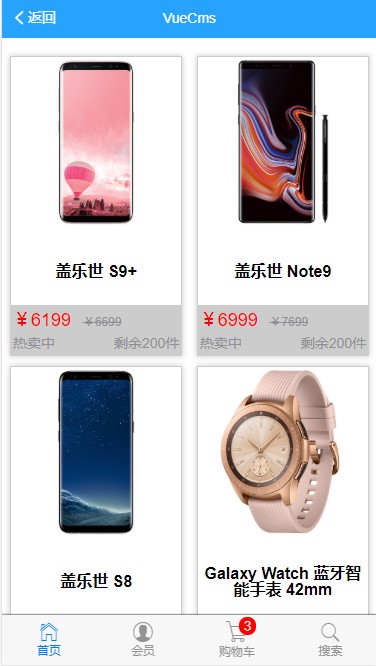 返回
VueCms
盖乐世 S9+
盖乐世 Note9
￥6199 ￥6699
￥6999 ￥7699
热卖中 剩余200件
热卖中 剩余200件
盖乐世 S8
Galaxy Watch 蓝牙智
能手表 42mm
首页
会员
3
购物车
搜索